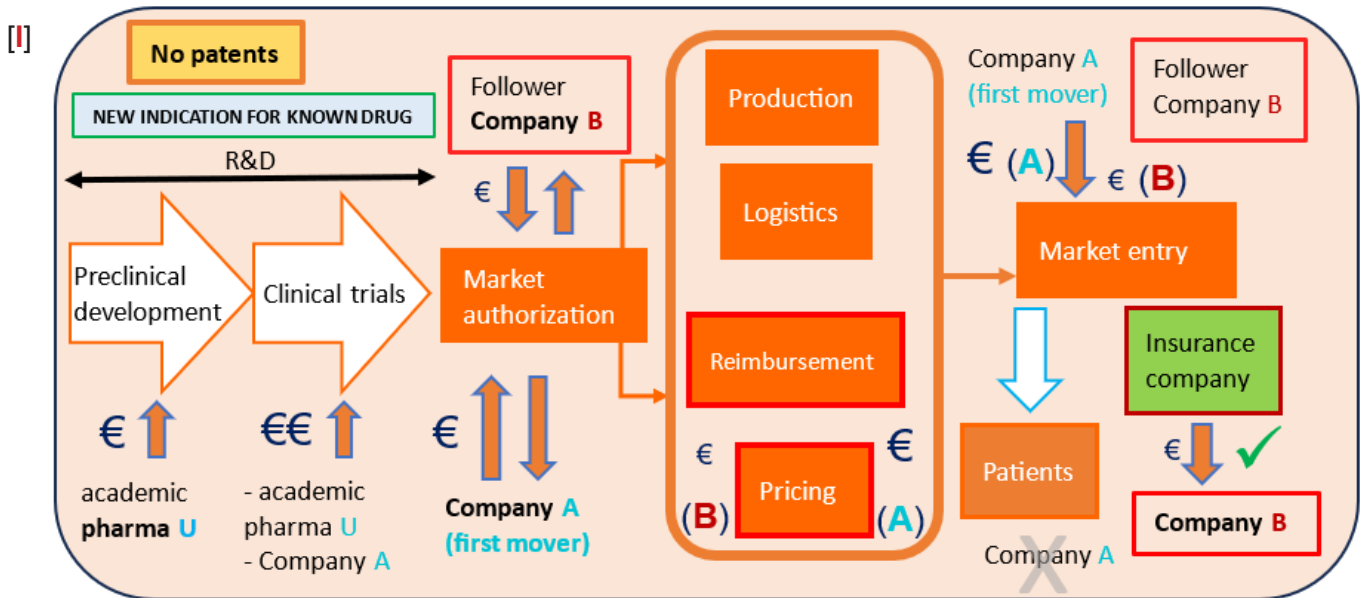 [I]
No patents
NEW INDICATION FOR KNOWN DRUG
R&D
Preclinical
development
Clinical trials
€
academic
pharma U
€€
- academic
pharma U
- Company A
Follower
Company B
€
Market
authorization
€
Company A
(first mover)
Production
Logistics
Reimbursement
Pricing
€
(B)
€
(A)
Company A
(first mover)
€ (A)
€ (B)
Follower
Company B
Market entry
Patients
Company A
X
Insurance
company
€
Company B